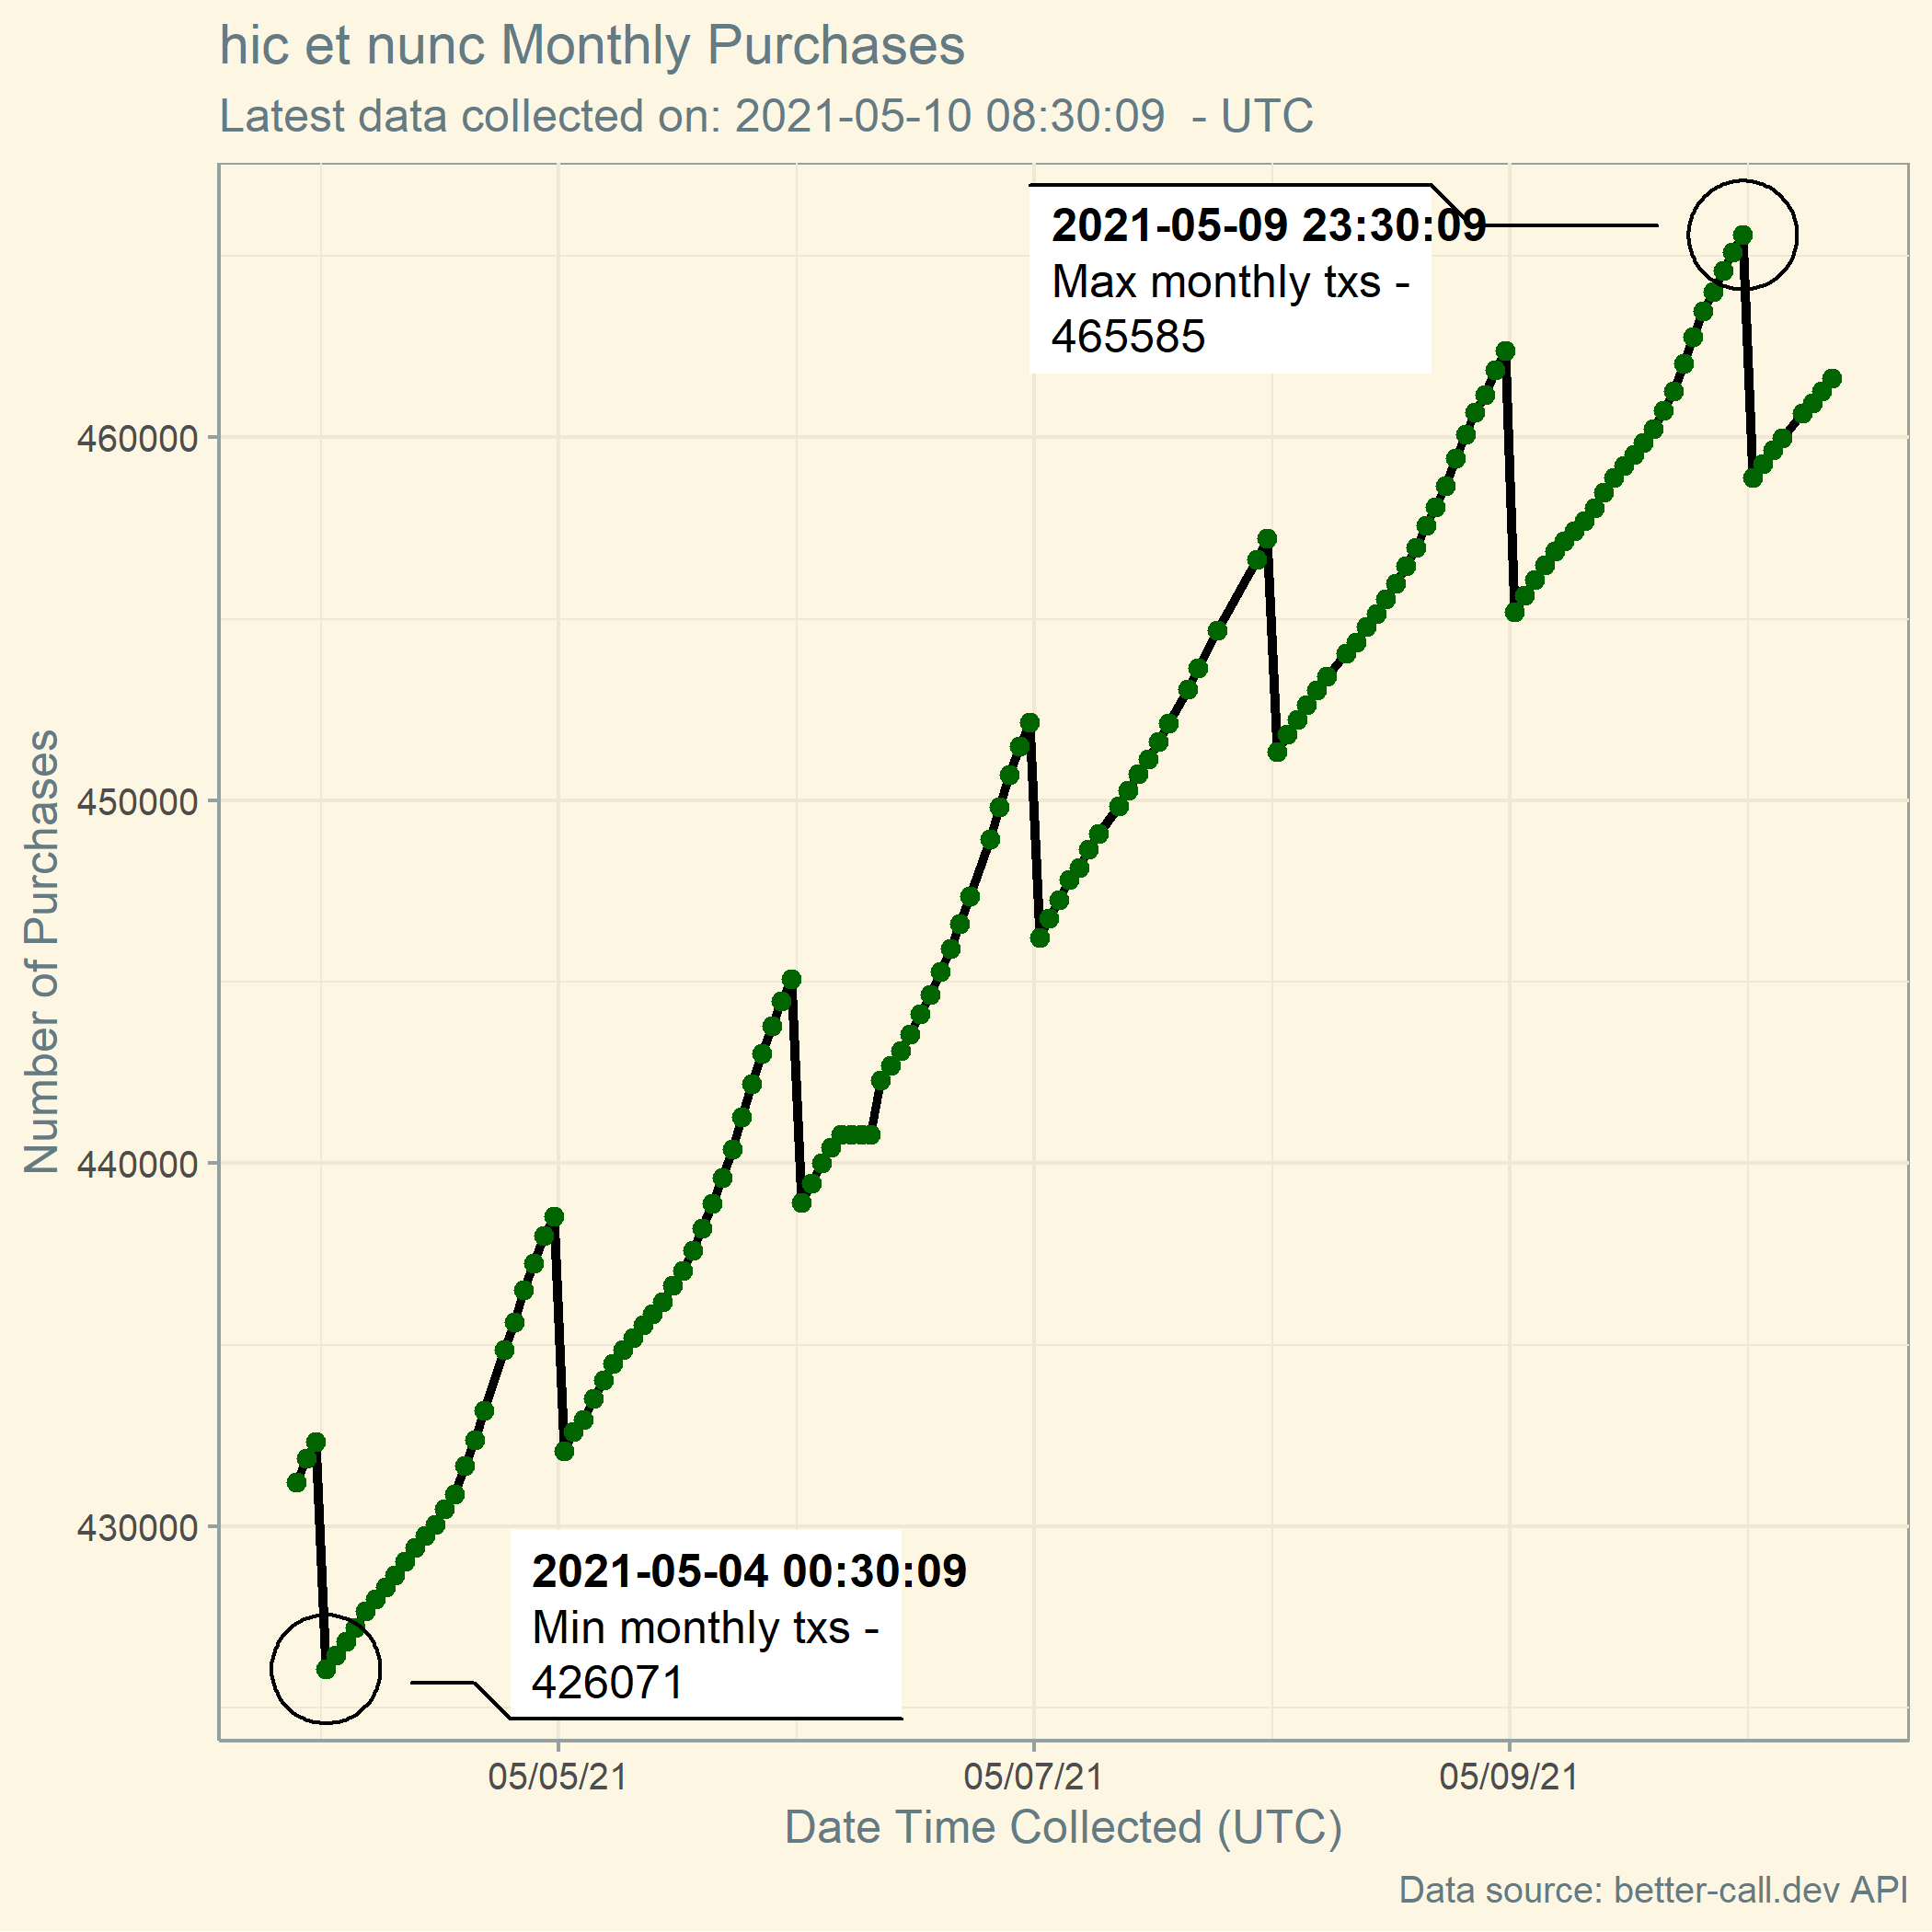 hic et nunc Monthly Purchases
Latest data collected on: 2021-05-10 08:30:09  - UTC
2021-05-09 23:30:09
Max monthly txs -
465585
460000
450000
440000
430000
Number of Purchases
2021-05-04 00:30:09
Min monthly txs -
426071
05/05/21
05/07/21
05/09/21
Date Time Collected (UTC)
Data source: better-call.dev API